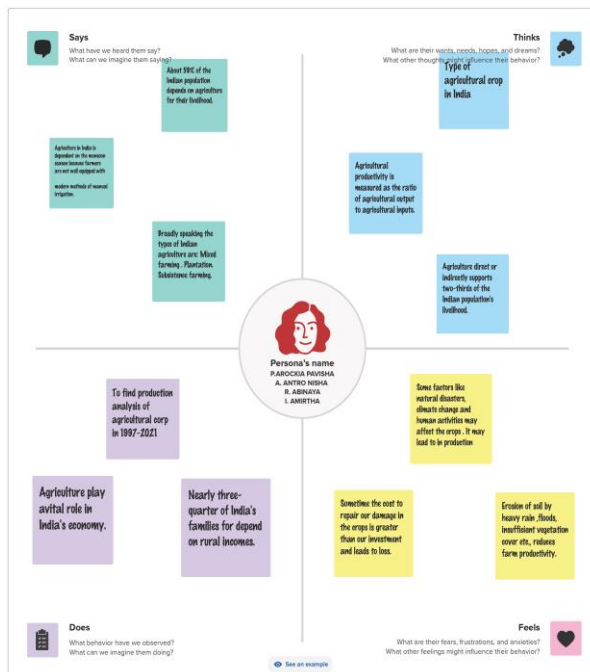 Says
What have we heard them say?
What can we imagine them saying?
About 59% of the
Indian population
depends on agriculture
for their livelihood.
Agriculture in India is
dependent on the monsoon
season because farmers
are not well equipped with
modern methods of manual
irrigation.
Broadly speaking the
types of Indian
agriculture are: Mixed
farming . Plantation.
Subsistence farming.
Thinks
What are their wants, needs, hopes, and dreams?
What other thoughts might influence their behavior?
Type of
agricultural crop
in India
Agricultural
productivity is
measured as the ratio
of agricultural output
to agricultural inputs.
Agriculture direct or
indirectly supports
two-thirds of the
Indian population's
livelihood.
Persona's name
P.AROCKIA PAVISHA
A. ANTRO NISHA
R. ABINAYA
I. AMIRTHA
To find production
analysis of
agricultural corp
in 1997-2021
Agriculture play
avital role in
India's economy.
Nearly three-
quarter of India's
families for depend
on rural incomes.
Does
What behavior have we observed?
What can we imagine them doing?
Some factors like
natural disasters,
climate change and
human activities may
affect the crops . It may
lead to in production
Sometime the cost to
repair our damage in
the crops is greater
than our investment
and leads to loss.
Erosion of soil by
heavy rain ,floods,
insufficient vegetation
cover etc., reduces
farm productivity.
Feels
What are their fears, frustrations, and anxieties?
What other feelings might influence their behavior?
See an example